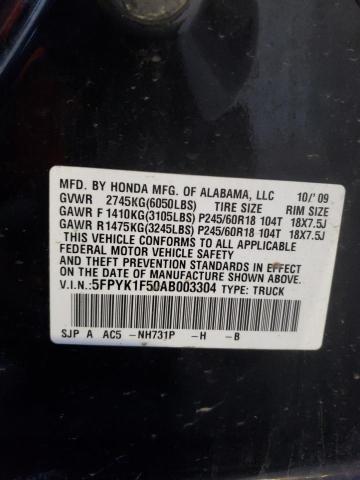 MFD. BY HONDA MFG. OF ALABAMA, LLC 10/'09
GVWR 2745KG(6050LBS) TIRE SIZE RIM SIZE
GAWR F 1410KG(3105LBS) P245/60R18 104T 18X7.5J
GAWR R1475KG(3245LBS) P245/60R18 104T 18X7.5J
THIS VEHICLE CONFORMS TO ALL APPLICABLE
FEDERAL MOTOR VEHICLE SAFETY
AND THEFT PREVENTION STANDARDS IN EFFECT
ON THE DATE OF MANUFACTURE SHOWN ABOVE.
V.I.N.:5FPYK1F50AB003304 TYPE: TRUCK
SJP A AC5 -NH731P -H -B